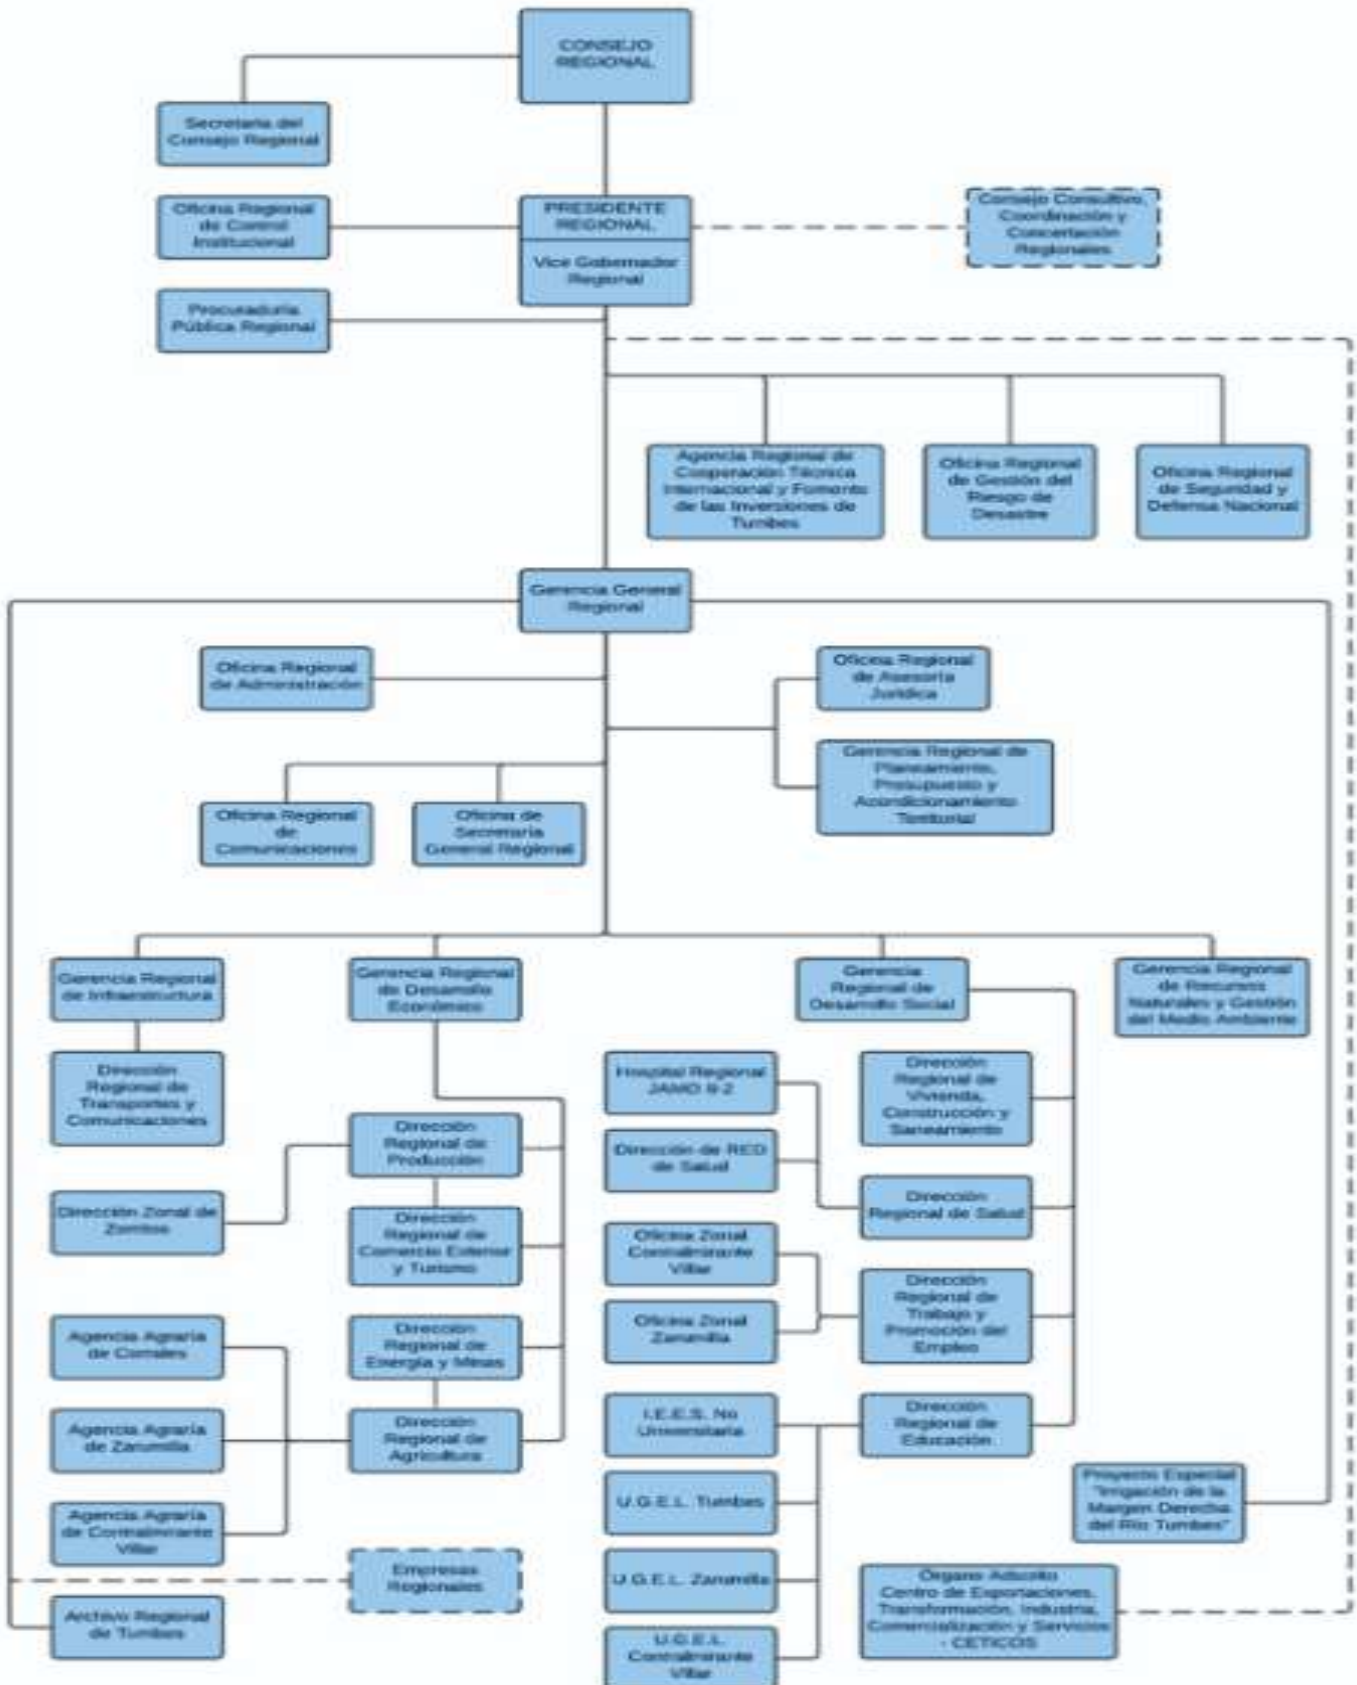 CONSEJO
REGIONAL
Secretaria del
Consejo Regional
Oficina Regional
de Control
Institucional
PRESIDENTE
REGIONAL
Vice Gobernador
Regional
Consejo Consultivo,
Coordinación y
Concertación
Regionales
Procuraduría
Pública Regional
Agencia Regional de
Cooperación Técnica
Internacional y Fomento
de las Inversiones de
Tumbes
Oficina Regional
de Gestión del
Riesgo de
Desastre
Oficina Regional
de Seguridad y
Defensa Nacional
Gerencia General
Regional
Oficina Regional
de Administración
Oficina Regional
de Asesoría
Jurídica
Gerencia Regional de
Planeamiento,
Presupuesto y
Acondicionamiento
Territorial
Oficina Regional
de
Comunicaciones
Oficina de
Secretaría
General Regional
Gerencia Regional
de Infraestructura
Gerencia Regional
de Desarrollo
Económico
Gerencia
Regional de
Desarrollo Social
Gerencia Regional
de Recursos
Naturales y Gestión
del Medio Ambiente
Dirección
Regional de
Transportes y
Comunicaciones
Dirección
Regional de
Producción
Dirección Zonal de
Zorritos
Dirección
Regional de
Comercio Exterior
y Turismo
Dirección
Regional de
Energía y Minas
Dirección
Regional de
Agricultura
Agencia Agraría
de Corrales
Agencia Agraría
de Zarumilla
Agencia Agraría
de Contralmirante
Villar
Hospital Regional
JAMO II-2
Dirección de RED
de Salud
Oficina Zonal
Contralmirante
Villar
Oficina Zonal
Zarumilla
I.E.E.S. No
Universitaria
U.G.E.L. Tumbes
U.G.E.L. Zarumilla
U.G.E.L.
Contralmirante
Villar
Dirección
Regional de
Vivienda,
Construcción y
Saneamiento
Dirección
Regional de Salud
Dirección
Regional de
Trabajo y
Promoción del
Empleo
Dirección
Regional de
Educación
Proyecto Especial
"Irrigación de la
Margen Derecha
del Río Tumbes"
Empresas
Regionales
Archivo Regional
de Tumbes
Órgano Adscrito
Centro de Exportaciones,
Transformación, Industria,
Comercialización y Servicios
- CETICOS